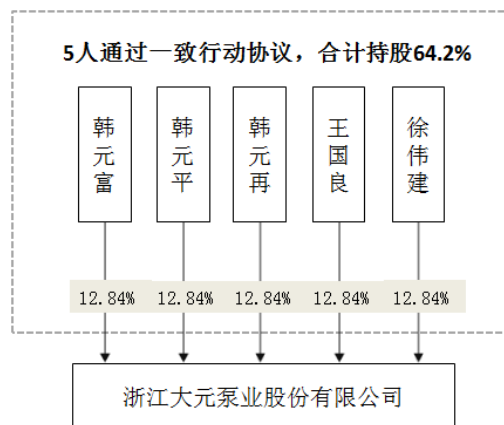 5人通过一致行动协议，合计持股64.2%
韩元富
韩元平
韩元再
王国良
徐伟建
12.84%
12.84%
12.84%
12.84%
12.84%
浙江大元泵业股份有限公司